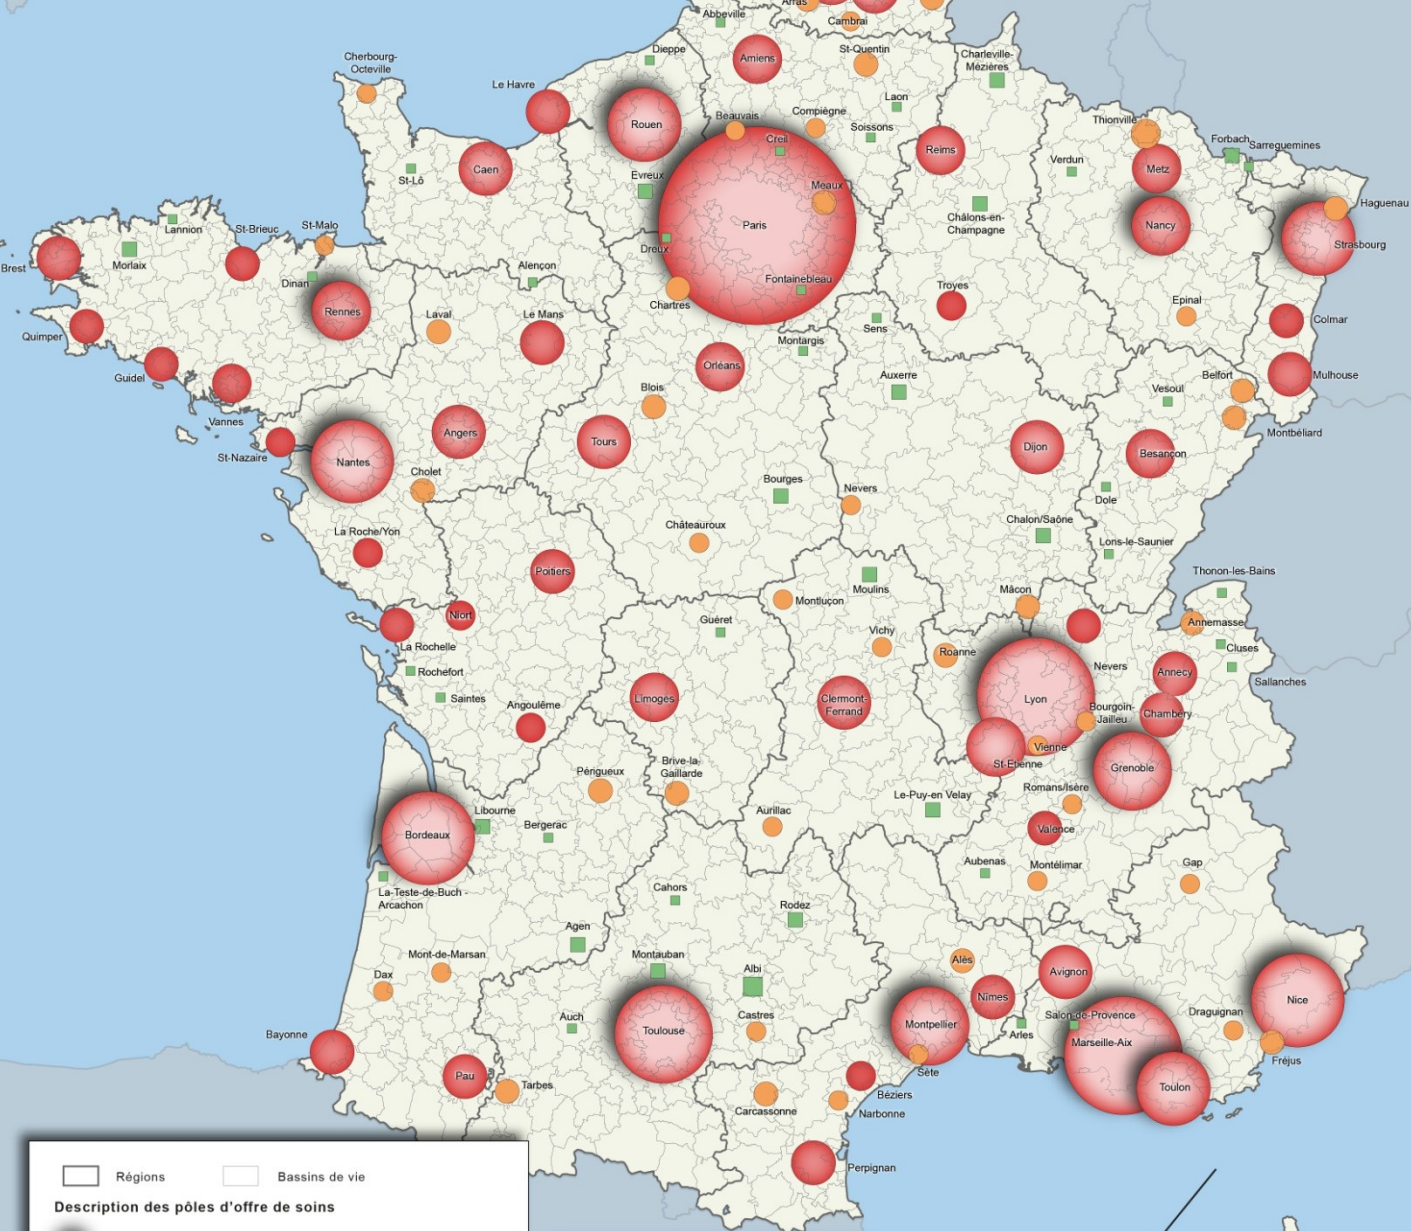 Arras
Abbeville
Cambrai
Cherbourg-
Octeville
Dieppe
Amiens
St-Quentin
Charleville-
Mézières
Le Havre
Laon
Rouen
Beauvais
Compiègne
Soissons
Thionville
Forbach
Sarreguemines
Creil
Reims
Verdun
Metz
Caen
St-Lô
Evreux
Meaux
Haguenau
Lannion
St-Brieuc
St-Malo
Paris
Châlons-en-
Champagne
Nancy
Strasbourg
Brest
Morlaix
Dreux
Dinan
Alençon
Fontainebleau
Chartres
Troyes
Epinal
Rennes
Laval
Le Mans
Sens
Colmar
Quimper
Montargis
Guidel
Orléans
Auxerre
Vesoul
Belfort
Mulhouse
Blois
Vannes
St-Nazaire
Angers
Tours
Dijon
Besançon
Montbéliard
Nantes
Cholet
Bourges
Nevers
Dole
Châteauroux
Chalon/Saône
La Roche/Yon
Lons-le-Saunier
Poitiers
Moulins
Thonon-les-Bains
Montluçon
Mâcon
Niort
Guéret
Vichy
Annemasse
La Rochelle
Roanne
Cluses
Rochefort
Nevers
Annecy
Sallanches
Saintes
Angoulême
Limoges
Clermont-
Ferrand
Lyon
Bourgoin-
Jailleu
Chambery
Vienne
St-Etienne
Grenoble
Périgueux
Brive-la-
Gaillarde
Romans/Isère
Le-Puy-en Velay
Libourne
Aurillac
Bordeaux
Bergerac
Valence
Aubenas
Montélimar
Gap
La-Teste-de-Buch -
Arcachon
Cahors
Rodez
Agen
Mont-de-Marsan
Montauban
Albi
Alès
Avignon
Dax
Nîmes
Nice
Auch
Castres
Montpellier
Salon-de-Provence
Draguignan
Bayonne
Toulouse
Arles
Marseille-Aix
Fréjus
Pau
Tarbes
Sète
Toulon
Béziers
Carcassonne
Narbonne
Perpignan
Régions
Bassins de vie
Description des pôles d'offre de soins